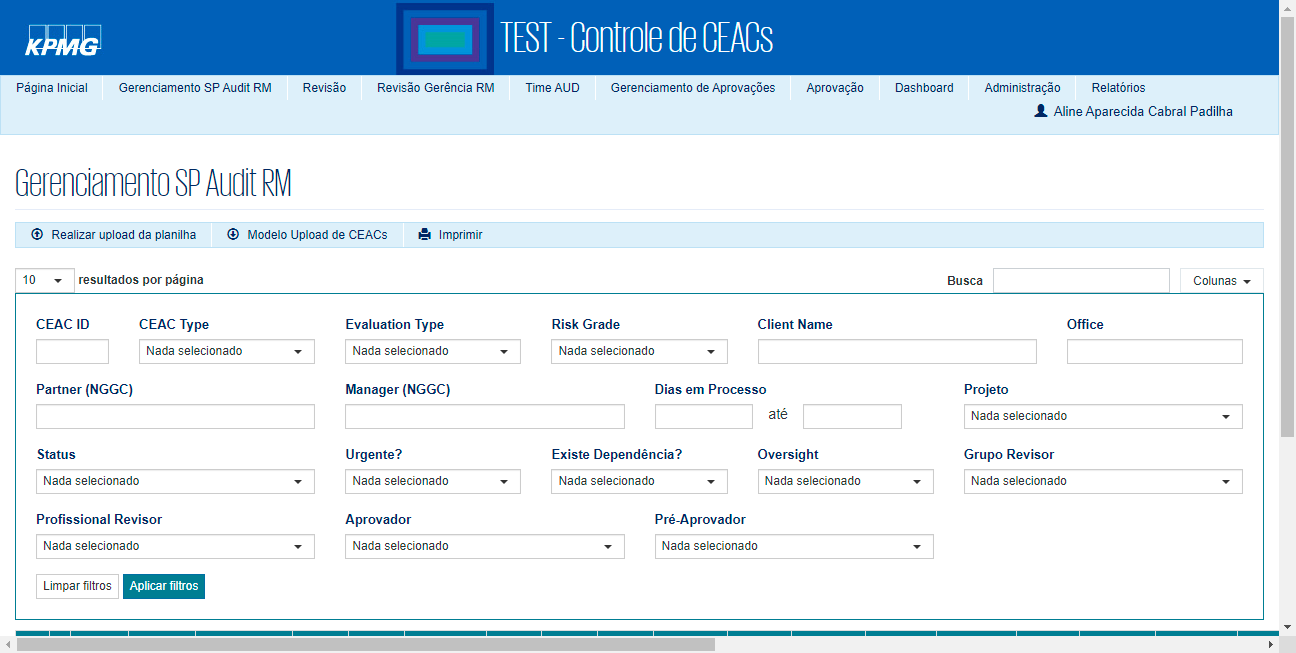 KPMG
TEST - Controle de CEACs
Página Inicial Gerenciamento SP Audit RM Revisão Revisão Gerência RM Time AUD Gerenciamento de Aprovações Aprovação Dashboard Administração Relatórios
Aline Aparecida Cabral Padilha
Gerenciamento SP Audit RM
Realizar upload da planilha Modelo Upload de CEACs Imprimir
10 resultados por página Busca Colunas
CEAC ID CEAC Type Evaluation Type Risk Grade Client Name Office
Nada selecionado Nada selecionado Nada selecionado
Partner (NGGC) Manager (NGGC) Dias em Processo Projeto
até Nada selecionado
Status Urgente? Existe Dependência? Oversight Grupo Revisor
Nada selecionado Nada selecionado Nada selecionado Nada selecionado Nada selecionado
Profissional Revisor Aprovador Pré-Aprovador
Nada selecionado Nada selecionado Nada selecionado
Limpar filtros Aplicar filtros